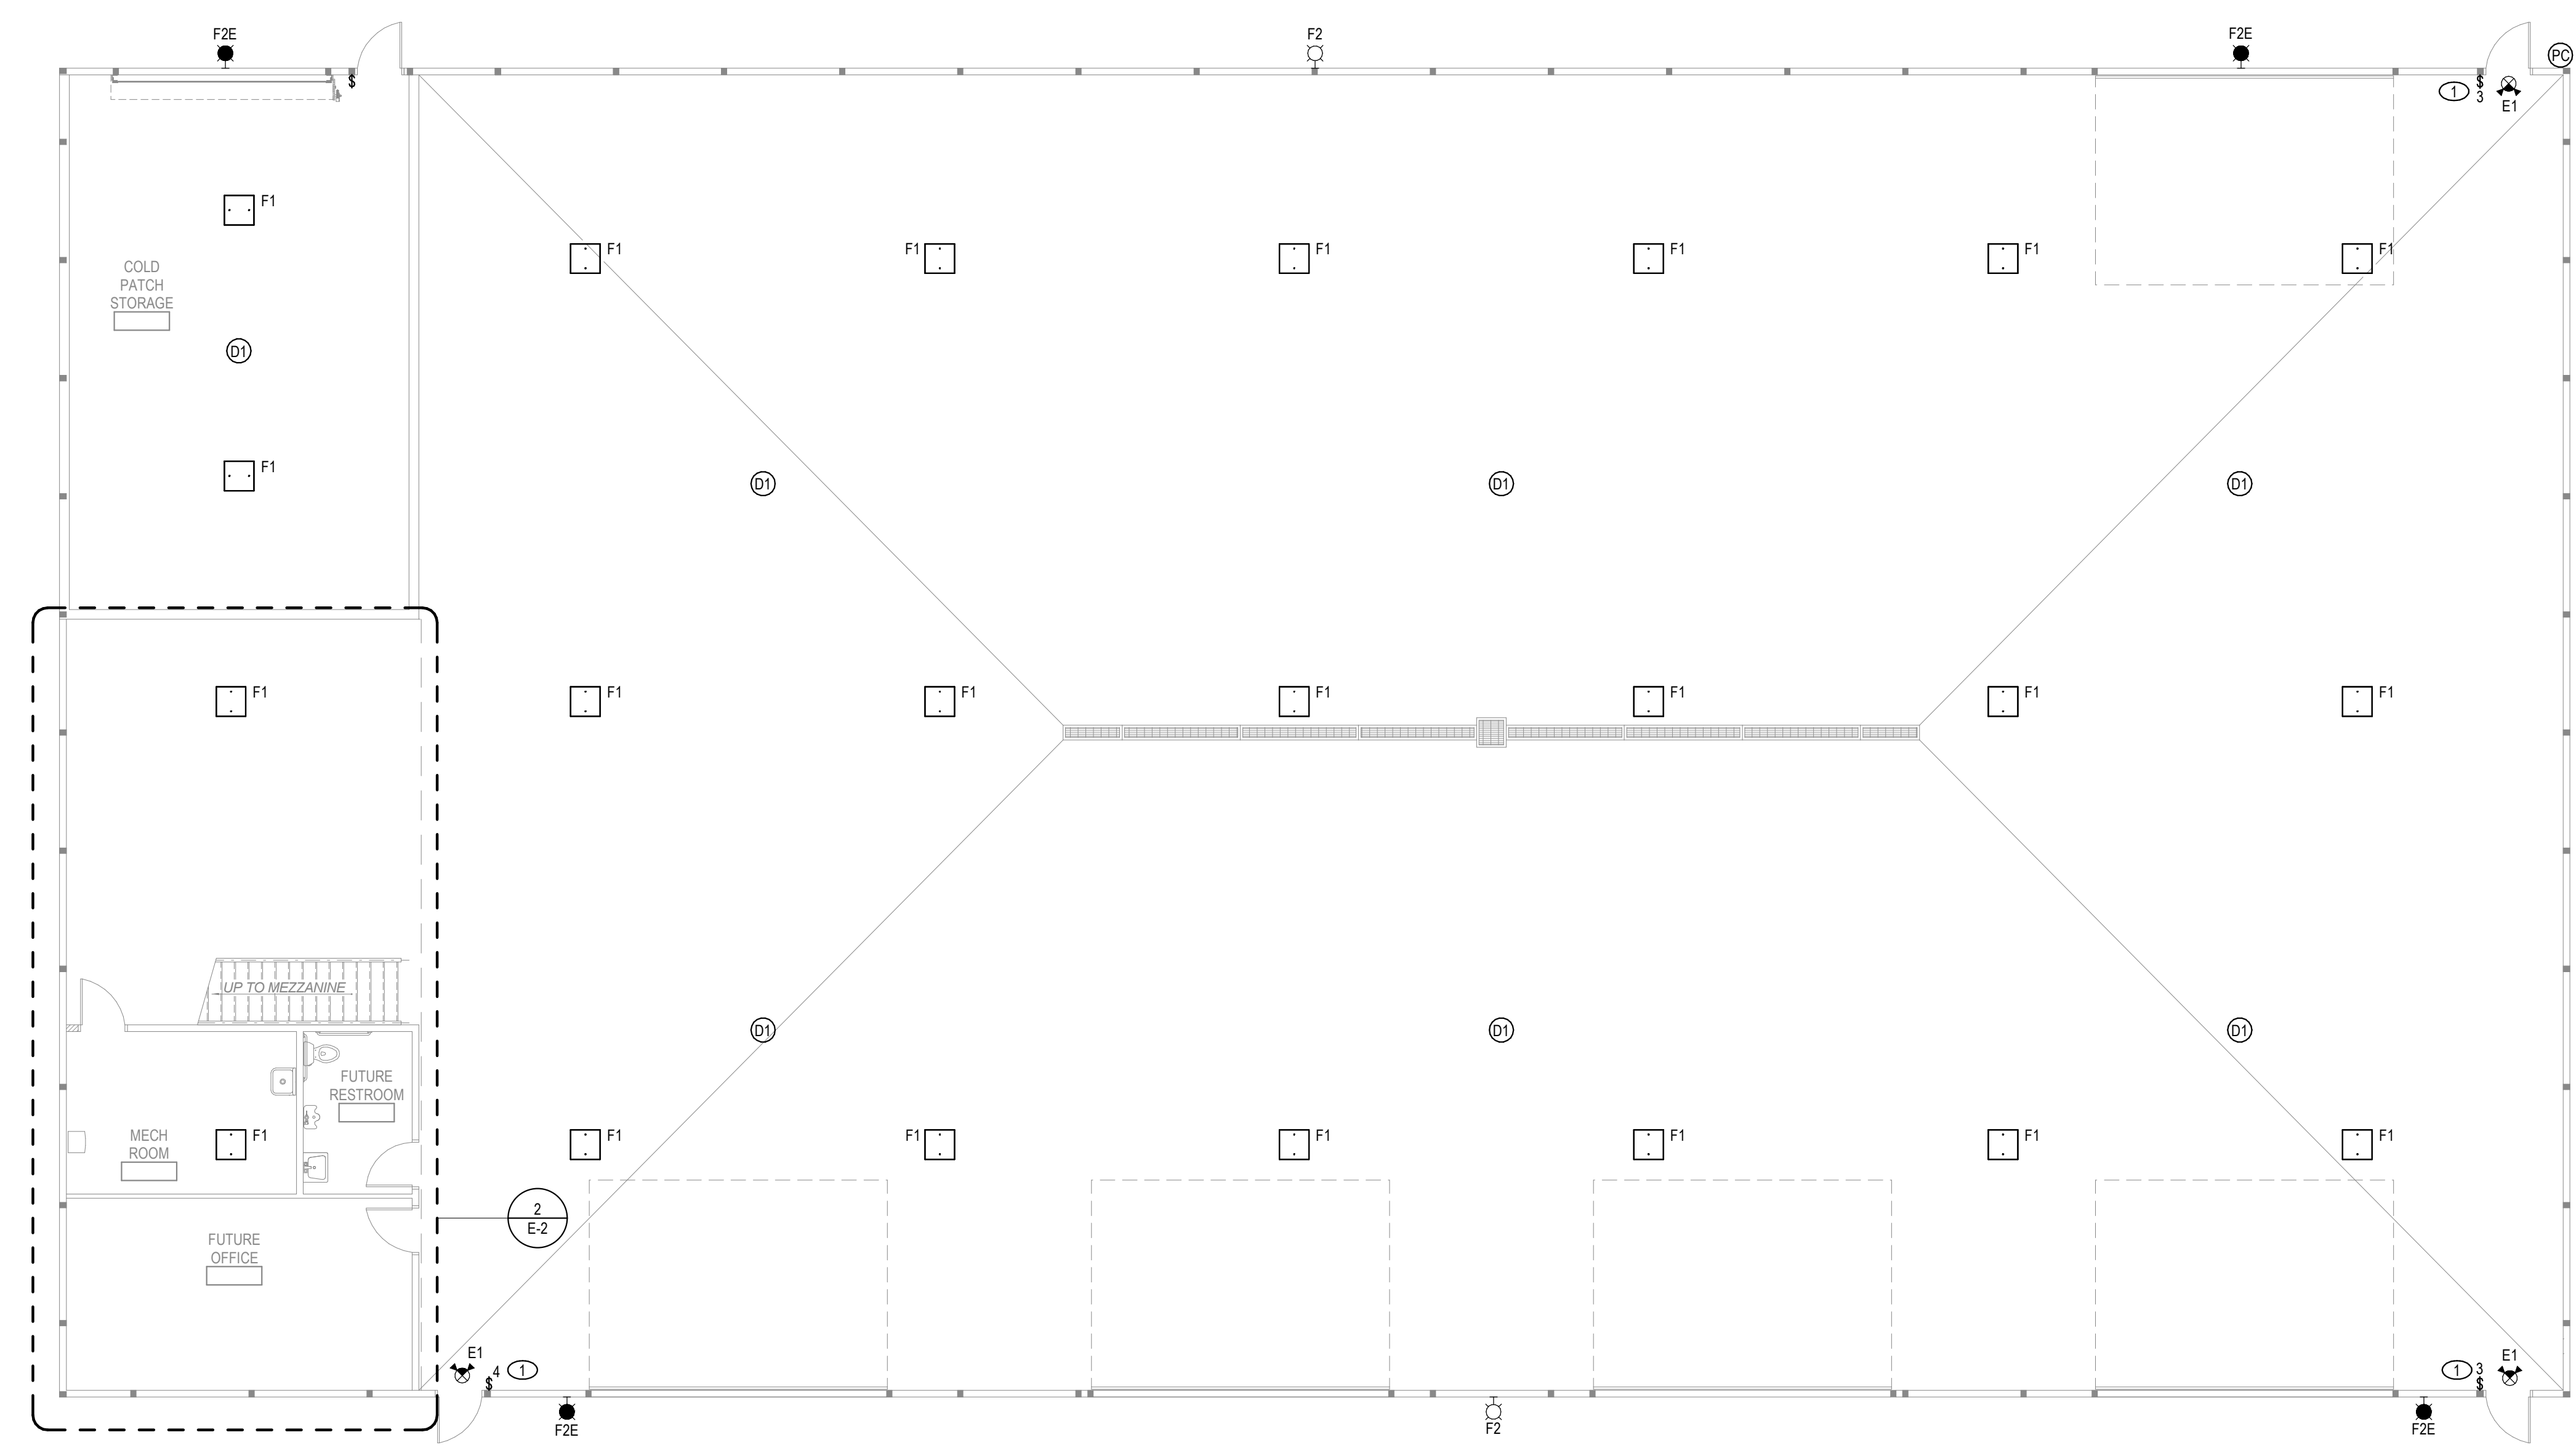 F2E
F2
F2E
PC
$
1
$
3
E1
F1
F1
F1
F1
F1
F1
F1
COLD
PATCH
STORAGE
D1
F1
D1
D1
D1
F1
F1
F1
F1
F1
F1
F1
UP TO MEZZANINE
D1
D1
D1
FUTURE
RESTROOM
MECH
ROOM
F1
F1
F1
F1
F1
F1
F1
2
E-2
FUTURE
OFFICE
E1
4
$
1
1
3
$
E1
F2E
F2
F2E